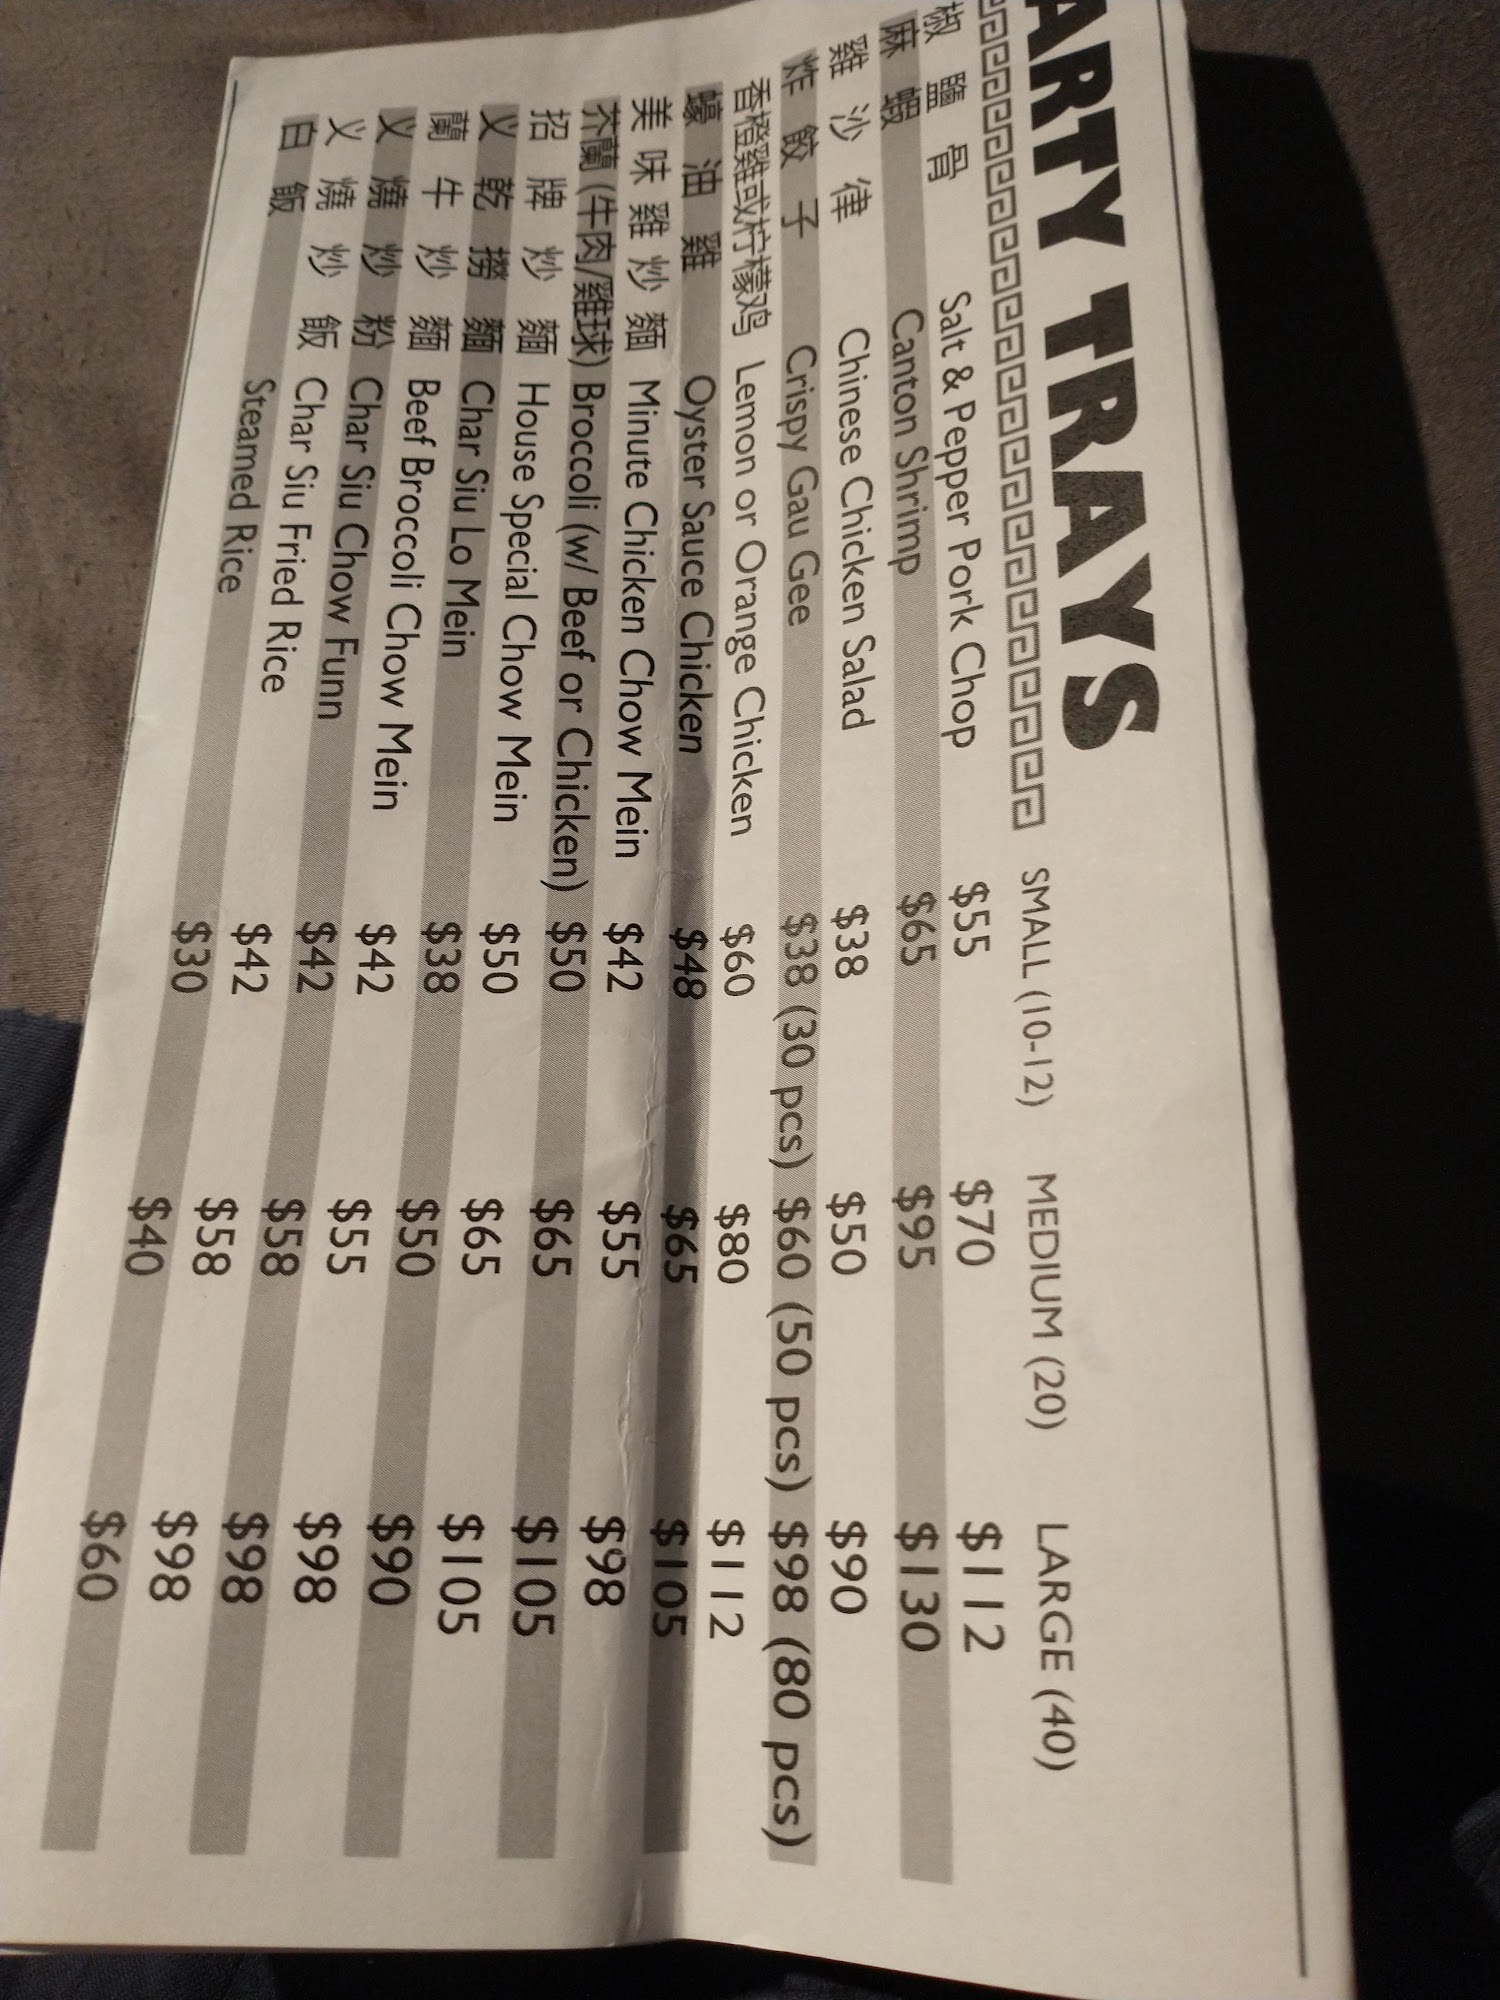 ARTY TRAYS
SMALL (10-12) MEDIUM (20) LARGE (40)
椒鹽骨 Salt & Pepper Pork Chop $55 $70 $112
麻蝦 Canton Shrimp $65 $95 $130
雞沙律 Chinese Chicken Salad $38 $50 $90
炸餃子 Crispy Gau Gee $38 (30 pcs) $60 (50 pcs) $98 (80 pcs)
香橙雞或柠檬鸡 Lemon or Orange Chicken $60 $80 $112
蠔油雞 Oyster Sauce Chicken $48 $65 $105
美味雞炒麵 Minute Chicken Chow Mein $42 $55 $98
芥蘭 (牛肉/雞球) Broccoli (w/ Beef or Chicken) $50 $65 $105
招牌炒麵 House Special Chow Mein $50 $65 $105
义乾撈麵 Char Siu Lo Mein $38 $50 $90
蘭牛炒麵 Beef Broccoli Chow Mein $42 $55 $98
义燒炒粉 Char Siu Chow Funn $42 $58 $98
义燒炒飯 Char Siu Fried Rice $42 $58 $98
白飯 Steamed Rice $30 $40 $60